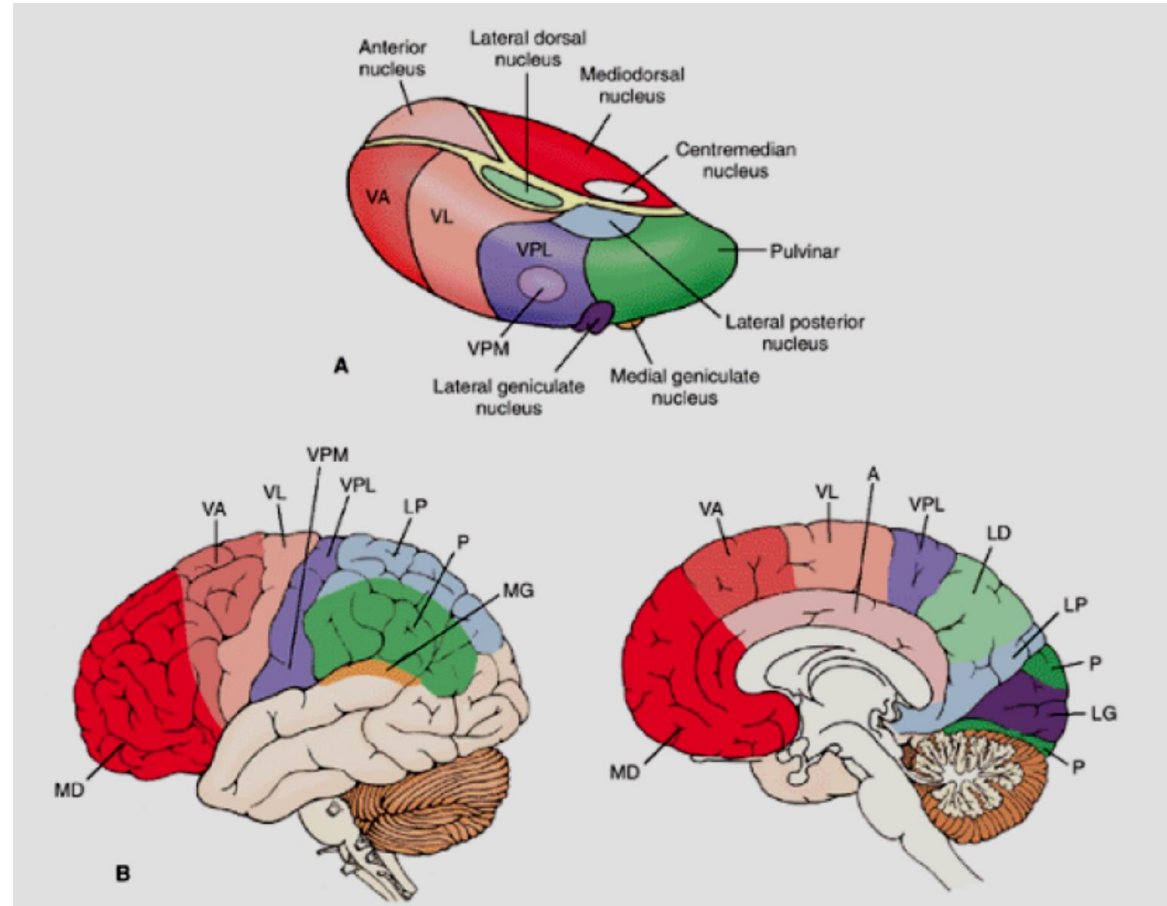 Anterior
nucleus
Lateral dorsal
nucleus
Mediodorsal
nucleus
Centremedian
nucleus
VA
VL
VPL
Pulvinar
VPM
Lateral posterior
nucleus
A
Lateral geniculate
nucleus
Medial geniculate
nucleus
VPM
VA
VL
VPL
LP
P
MG
MD
B
A
VA
VL
VPL
LD
LP
P
LG
P
MD